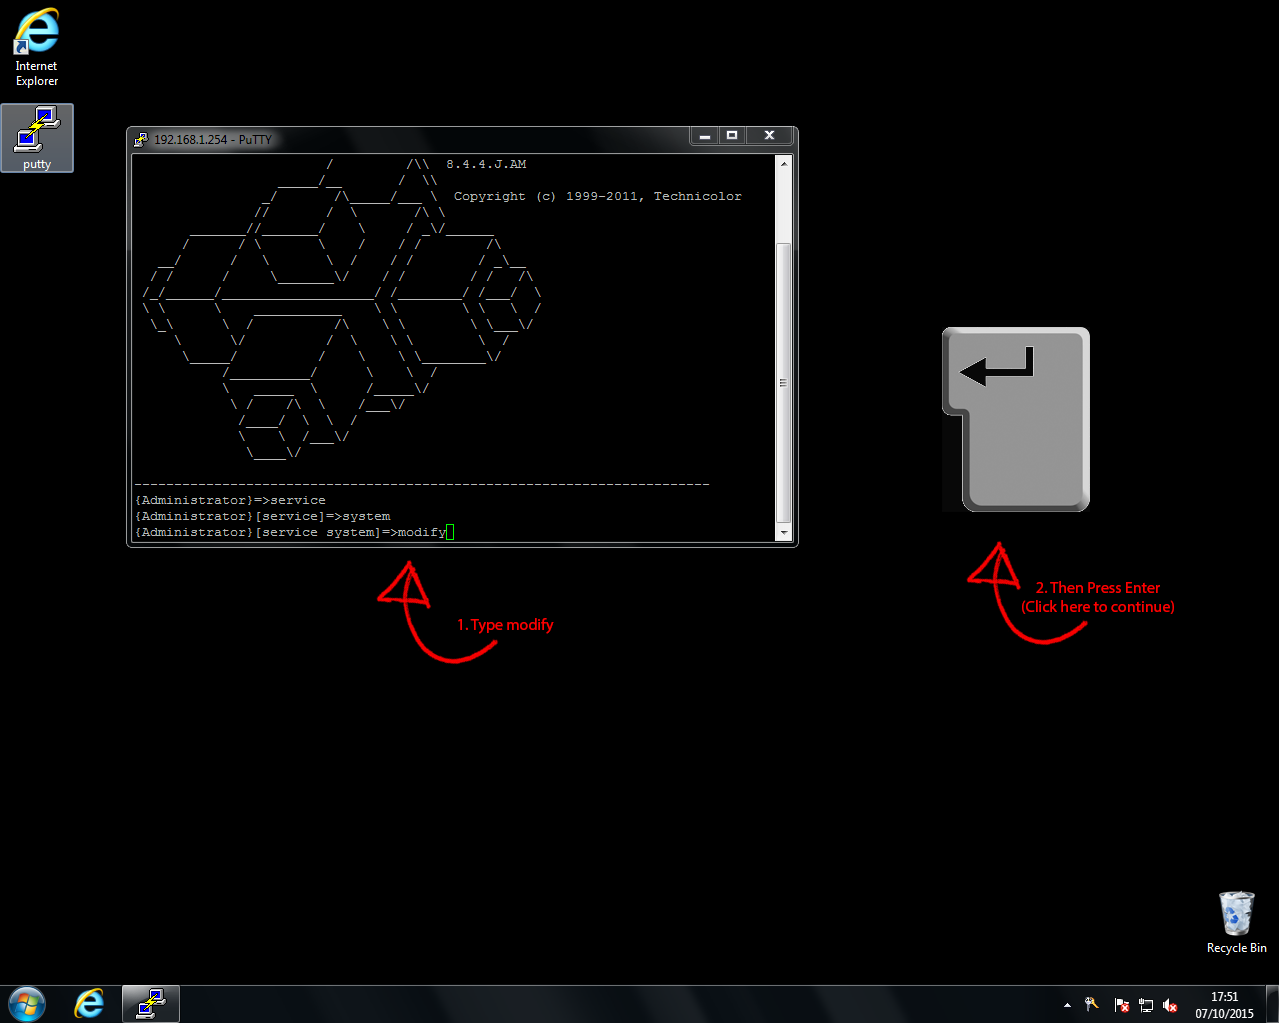 Internet
Explorer
putty
192.168.1.254 - PuTTY
8.4.4.J.AM
Copyright (c) 1999-2011, Technicolor
{Administrator}=>service
{Administrator}[service]=>system
{Administrator}[service system]=>modify
1. Type modify
2. Then Press Enter
(Click here to continue)
Recycle Bin
17:51
07/10/2015